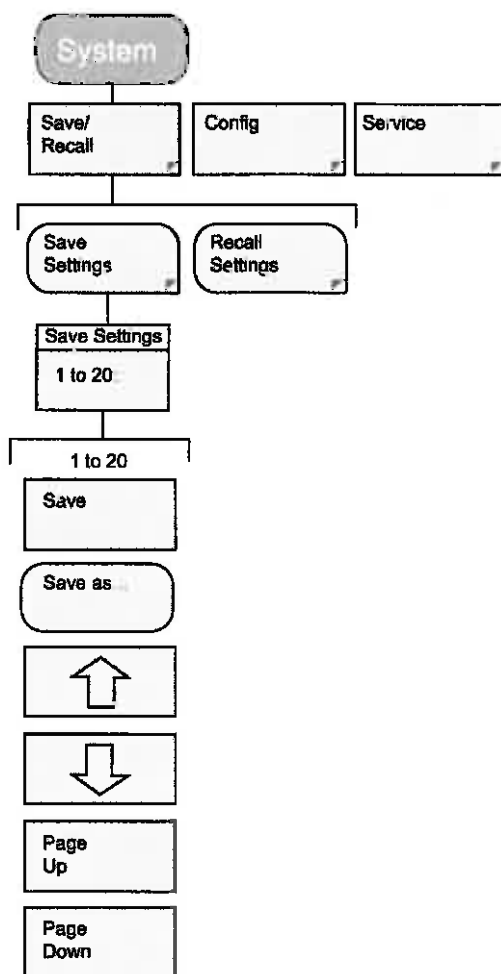 System
Save/
Recall
Config
Service
Save
Settings
Recall
Settings
Save Settings
1 to 20
1 to 20
Save
Save as...
Page
Up
Page
Down